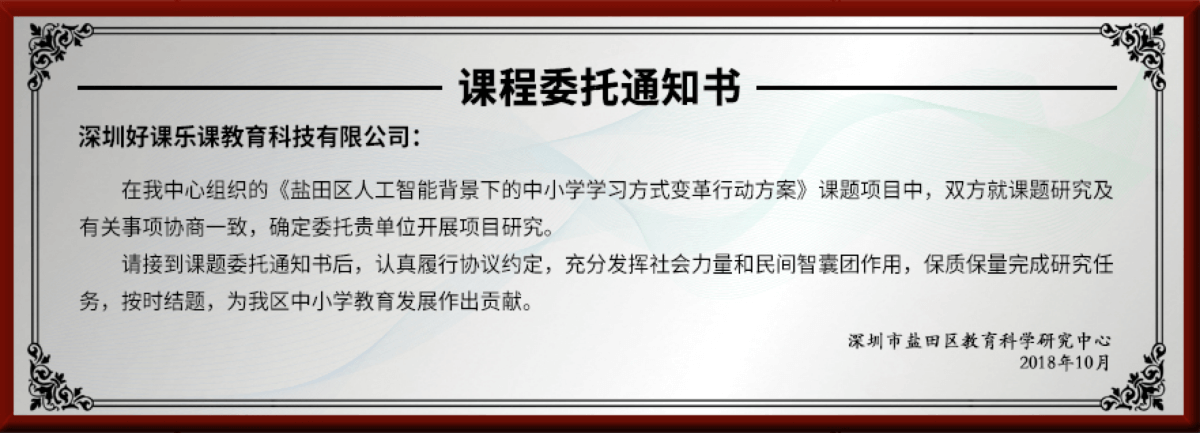 课程委托通知书
深圳好课乐课教育科技有限公司：
在我中心组织的《盐田区人工智能背景下的中小学学习方式变革行动方案》课题项目中，双方就课题研究及
有关事项协商一致，确定委托贵单位开展项目研究。
请接到课题委托通知书后，认真履行协议约定，充分发挥社会力量和民间智囊团作用，保质保量完成研究任
务，按时结题，为我区中小学教育发展作出贡献。
深圳市盐田区教育科学研究中心
2018年10月